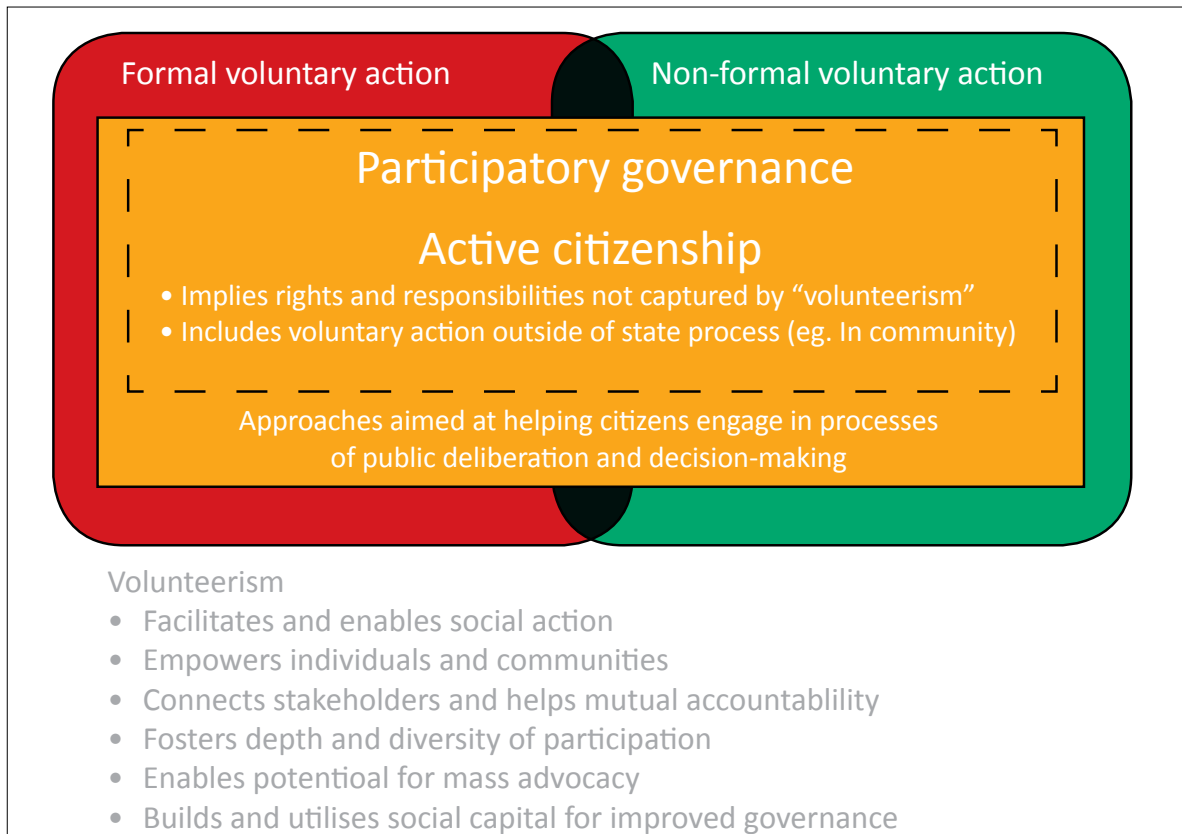 Formal voluntary action
Non-formal voluntary action
Participatory governance
Active citizenship
• Implies rights and responsibilities not captured by “volunteerism”
• Includes voluntary action outside of state process (eg. In community)
Approaches aimed at helping citizens engage in processes
of public deliberation and decision-making
Volunteerism
• Facilitates and enables social action
• Empowers individuals and communities
• Connects stakeholders and helps mutual accountablility
• Fosters depth and diversity of participation
• Enables potentioal for mass advocacy
• Builds and utilises social capital for improved governance